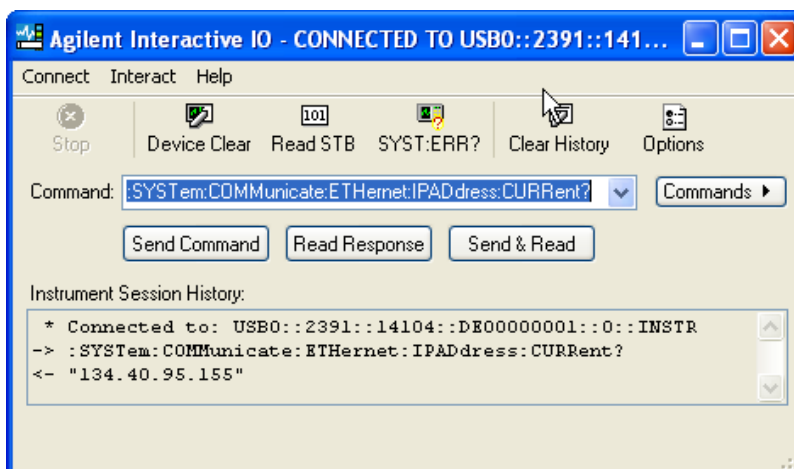 Agilent Interactive IO - CONNECTED TO USB0::2391::141...
Connect Interact Help
Stop Device Clear Read STB SYST:ERR? Clear History Options
Command: :SYSTem:COMMunicate:ETHernet:IPADdress:CURRent? Commands
Send Command Read Response Send & Read
Instrument Session History:
* Connected to: USB0::2391::14104::DE00000001::0::INSTR
-> :SYSTem:COMMunicate:ETHernet:IPADdress:CURRent?
<- "134.40.95.155"